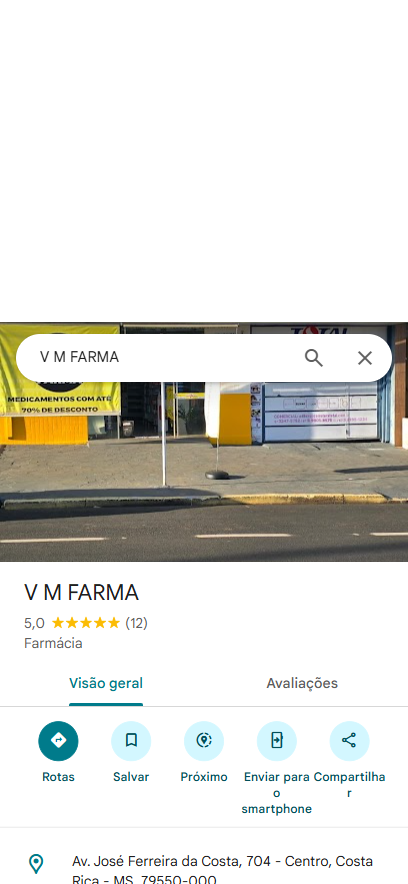 TOTAL
V M FARMA
MEDICAMENTOS COM ATÉ
70% DE DESCONTO
V M FARMA
5,0 (12)
Farmácia
Visão geral
Avaliações
Rotas
Salvar
Próximo
Enviar para
o
smartphone
Compartilha
r
Av. José Ferreira da Costa, 704 - Centro, Costa
Rica - MS, 79550-000